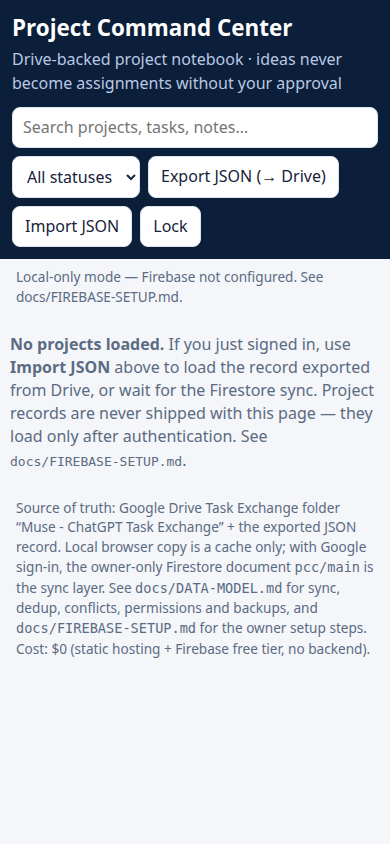 Project Command Center
Drive-backed project notebook · ideas never
become assignments without your approval
Search projects, tasks, notes...
All statuses
Export JSON (→ Drive)
Import JSON
Lock
Local-only mode — Firebase not configured. See
docs/FIREBASE-SETUP.md.
No projects loaded. If you just signed in, use
Import JSON above to load the record exported
from Drive, or wait for the Firestore sync. Project
records are never shipped with this page — they
load only after authentication. See
docs/FIREBASE-SETUP.md.
Source of truth: Google Drive Task Exchange folder
“Muse - ChatGPT Task Exchange” + the exported JSON
record. Local browser copy is a cache only; with Google
sign-in, the owner-only Firestore document pcc/main is
the sync layer. See docs/DATA-MODEL.md for sync,
dedup, conflicts, permissions and backups, and
docs/FIREBASE-SETUP.md for the owner setup steps.
Cost: $0 (static hosting + Firebase free tier, no backend).